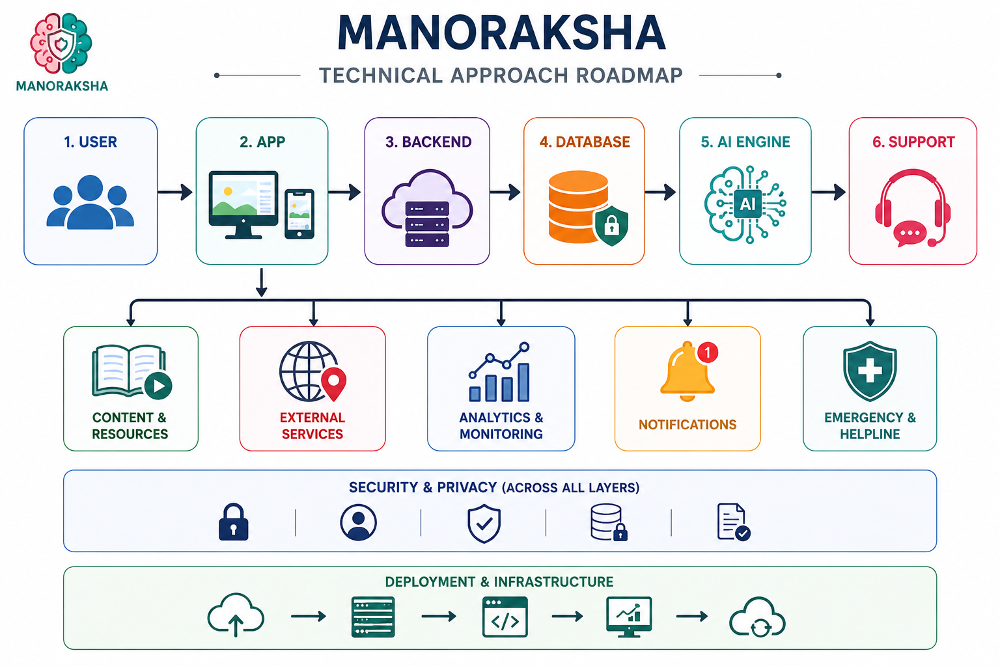 MANORAKSHA
MANORAKSHA
TECHNICAL APPROACH ROADMAP
1. USER
2. APP
3. BACKEND
4. DATABASE
5. AI ENGINE
6. SUPPORT
AI
1
CONTENT &
RESOURCES
EXTERNAL
SERVICES
ANALYTICS &
MONITORING
NOTIFICATIONS
EMERGENCY &
HELPLINE
SECURITY & PRIVACY (ACROSS ALL LAYERS)
DEPLOYMENT & INFRASTRUCTURE
</>